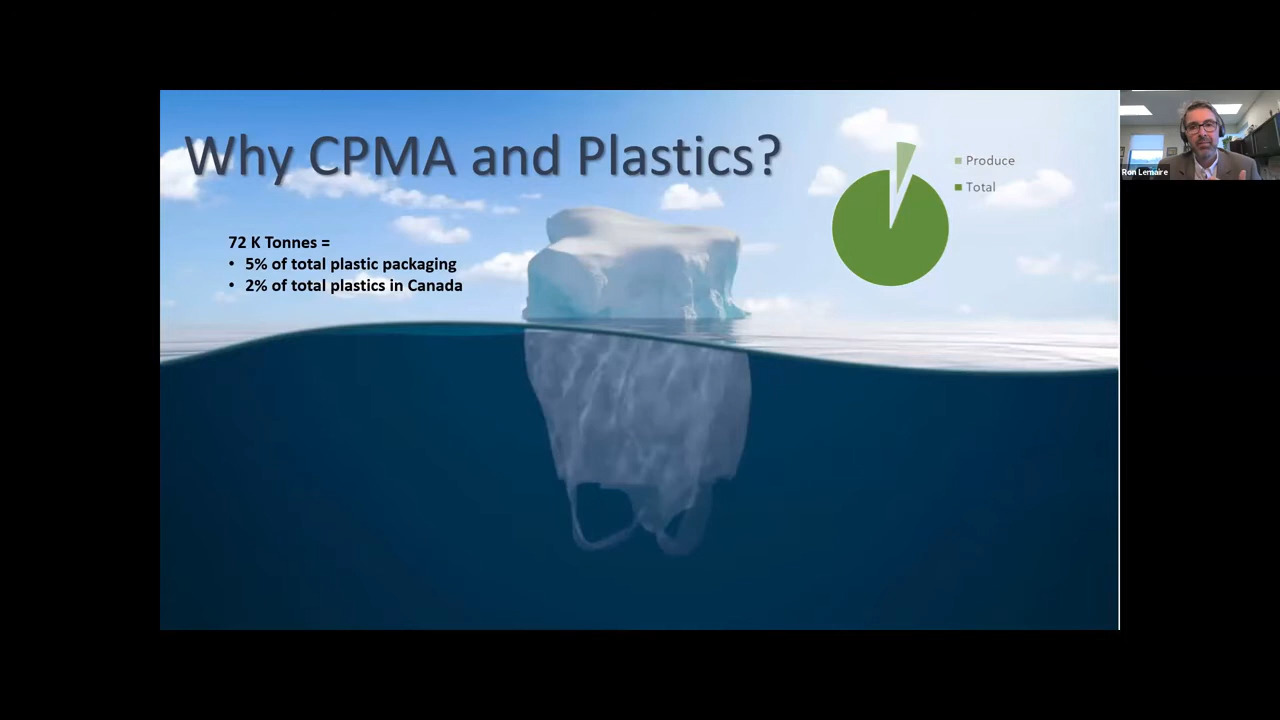 Why CPMA and Plastics?
72 K Tonnes =
• 5% of total plastic packaging
• 2% of total plastics in Canada
Produce
Total
Ron Lemaire